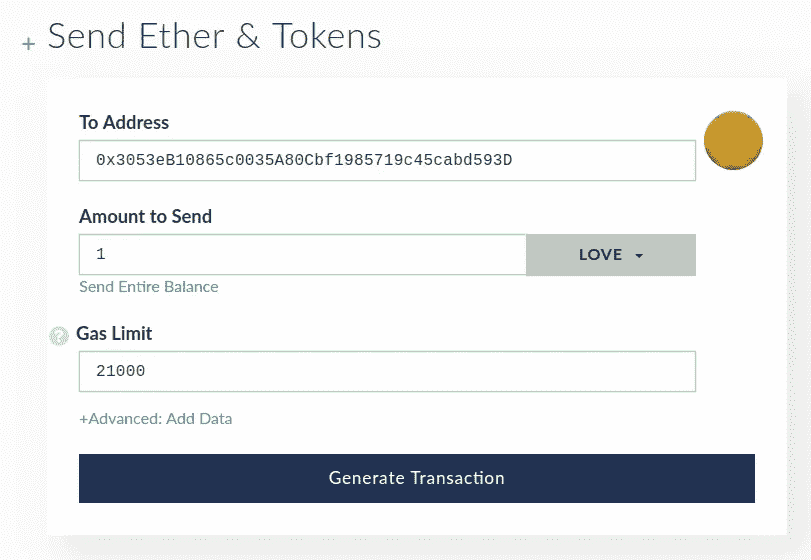 + Send Ether & Tokens
To Address
0x3053eB10865c0035A80Cbf1985719c45cabd593D
Amount to Send
1 LOVE
Send Entire Balance
? Gas Limit
21000
+Advanced: Add Data
Generate Transaction